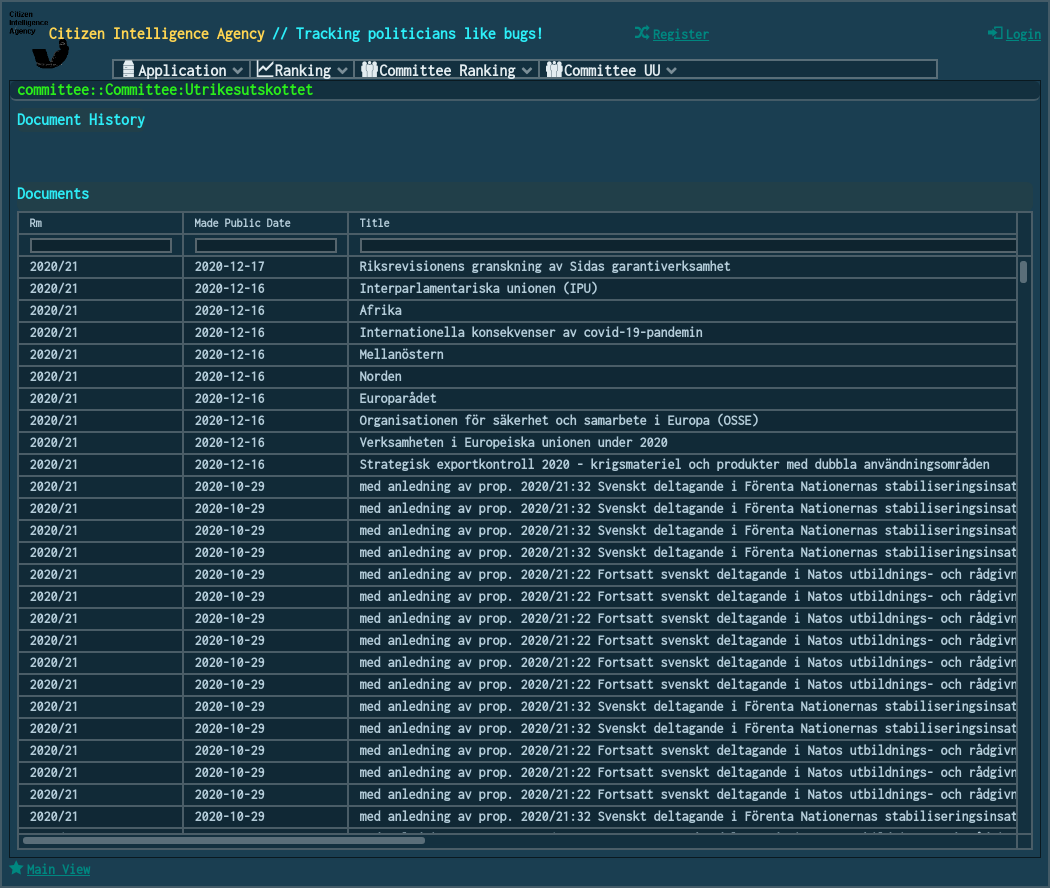 Citizen
Intelligence
Agency
Citizen Intelligence Agency // Tracking politicians like bugs!
Register
Login
Application
Ranking
Committee Ranking
Committee UU
committee::Committee:Utrikesutskottet
Document History
Documents
Rm Made Public Date Title
2020/21 2020-12-17 Riksrevisionens granskning av Sidas garantiverksamhet
2020/21 2020-12-16 Interparlamentariska unionen (IPU)
2020/21 2020-12-16 Afrika
2020/21 2020-12-16 Internationella konsekvenser av covid-19-pandemin
2020/21 2020-12-16 Mellanöstern
2020/21 2020-12-16 Norden
2020/21 2020-12-16 Europarådet
2020/21 2020-12-16 Organisationen för säkerhet och samarbete i Europa (OSSE)
2020/21 2020-12-16 Verksamheten i Europeiska unionen under 2020
2020/21 2020-12-16 Strategisk exportkontroll 2020 - krigsmateriel och produkter med dubbla användningsområden
2020/21 2020-10-29 med anledning av prop. 2020/21:32 Svenskt deltagande i Förenta Nationernas stabiliseringsinsat
2020/21 2020-10-29 med anledning av prop. 2020/21:32 Svenskt deltagande i Förenta Nationernas stabiliseringsinsat
2020/21 2020-10-29 med anledning av prop. 2020/21:32 Svenskt deltagande i Förenta Nationernas stabiliseringsinsat
2020/21 2020-10-29 med anledning av prop. 2020/21:32 Svenskt deltagande i Förenta Nationernas stabiliseringsinsat
2020/21 2020-10-29 med anledning av prop. 2020/21:22 Fortsatt svenskt deltagande i Natos utbildnings- och rådgivn
2020/21 2020-10-29 med anledning av prop. 2020/21:22 Fortsatt svenskt deltagande i Natos utbildnings- och rådgivn
2020/21 2020-10-29 med anledning av prop. 2020/21:22 Fortsatt svenskt deltagande i Natos utbildnings- och rådgivn
2020/21 2020-10-29 med anledning av prop. 2020/21:22 Fortsatt svenskt deltagande i Natos utbildnings- och rådgivn
2020/21 2020-10-29 med anledning av prop. 2020/21:22 Fortsatt svenskt deltagande i Natos utbildnings- och rådgivn
2020/21 2020-10-29 med anledning av prop. 2020/21:22 Fortsatt svenskt deltagande i Natos utbildnings- och rådgivn
2020/21 2020-10-29 med anledning av prop. 2020/21:32 Svenskt deltagande i Förenta Nationernas stabiliseringsinsat
2020/21 2020-10-29 med anledning av prop. 2020/21:32 Svenskt deltagande i Förenta Nationernas stabiliseringsinsat
2020/21 2020-10-29 med anledning av prop. 2020/21:22 Fortsatt svenskt deltagande i Natos utbildnings- och rådgivn
2020/21 2020-10-29 med anledning av prop. 2020/21:22 Fortsatt svenskt deltagande i Natos utbildnings- och rådgivn
2020/21 2020-10-29 med anledning av prop. 2020/21:22 Fortsatt svenskt deltagande i Natos utbildnings- och rådgivn
2020/21 2020-10-29 med anledning av prop. 2020/21:32 Svenskt deltagande i Förenta Nationernas stabiliseringsinsat
Main View